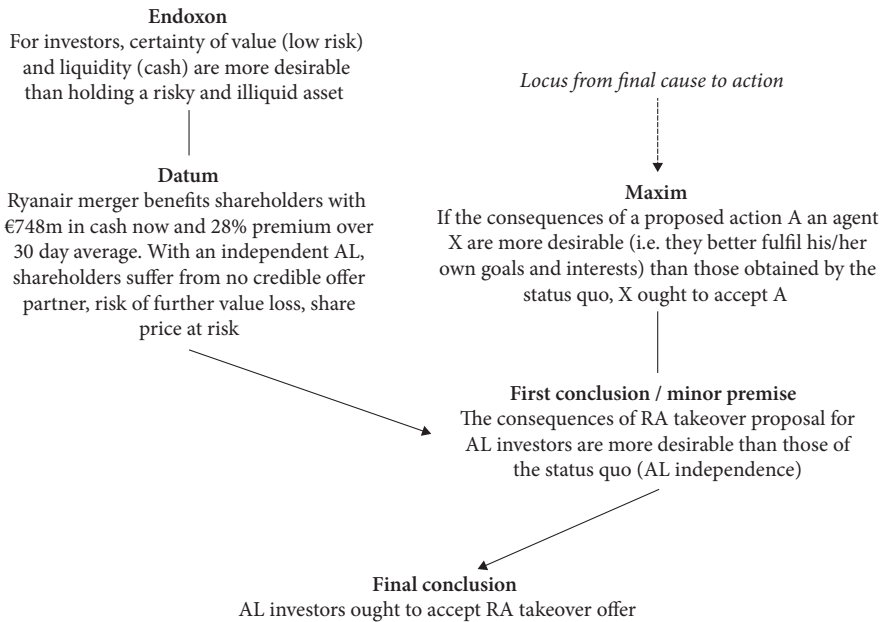 Endoxon
For investors, certainty of value (low risk)
and liquidity (cash) are more desirable
than holding a risky and illiquid asset
Locus from final cause to action
Datum
Ryanair merger benefits shareholders with
€748m in cash now and 28% premium over
30 day average. With an independent AL,
shareholders suffer from no credible offer
partner, risk of further value loss, share
price at risk
Maxim
If the consequences of a proposed action A an agent
X are more desirable (i.e. they better fulfil his/her
own goals and interests) than those obtained by the
status quo, X ought to accept A
First conclusion / minor premise
The consequences of RA takeover proposal for
AL investors are more desirable than those of
the status quo (AL independence)
Final conclusion
AL investors ought to accept RA takeover offer